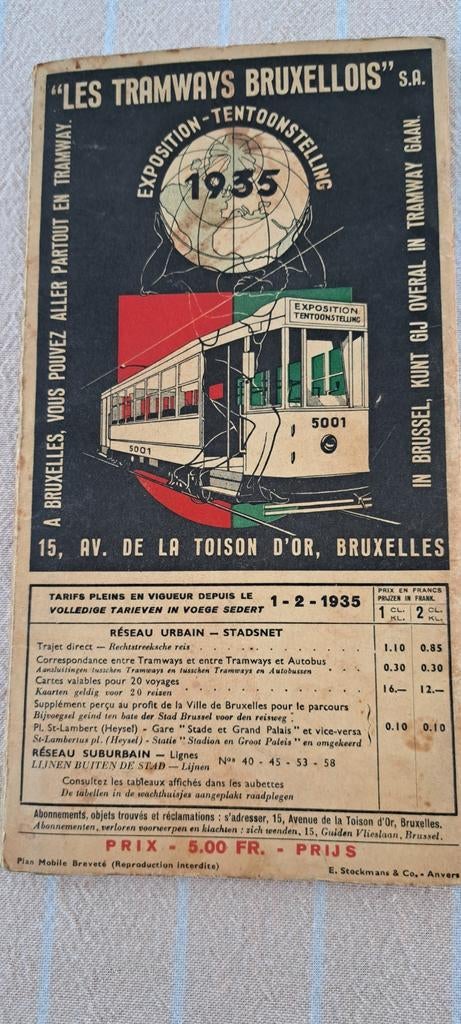 "LES TRAMWAYS BRUXELLOIS" S.A.
EXPOSITION-TENTOONSTELLING
1935
A BRUXELLES, VOUS POUVEZ ALLER PARTOUT EN TRAMWAY.
IN BRUSSEL, KUNT GIJ OVERAL IN TRAMWAY GAAN.
EXPOSITION
TENTOONSTELLING
5001
5001
15, AV. DE LA TOISON D'OR, BRUXELLES
TARIFS PLEINS EN VIGUEUR DEPUIS LE
VOLLEDIGE TARIEVEN IN VOEGE SEDERT 1-2-1935
PRIX EN FRANCS
PRIJZEN IN FRANK.
1 CL. KL. 2 CL. KL.
RÉSEAU URBAIN — STADSNET
Trajet direct — Rechtstreeksche reis . . . . . . . . . . 1.10 0.85
Correspondance entre Tramways et entre Tramways et Autobus
Aansluitingen tusschen Tramways en tusschen Tramways en Autobussen . 0.30 0.30
Cartes valables pour 20 voyages
Kaarten geldig voor 20 reizen . . . . . . . . . . 16.— 12.—
Supplément perçu au profit de la Ville de Bruxelles pour le parcours
Bijvoegsel geind ten bate der Stad Brussel voor den reisweg .
Pl. St-Lambert (Heysel) - Gare "Stade et Grand Palais" et vice-versa 0.10 0.10
St-Lambertus pl. (Heysel) - Statie "Stadion en Groot Paleis" en omgekeerd
RÉSEAU SUBURBAIN — Lignes
LIJNEN BUITEN DE STAD — Lijnen Nos 40 - 45 - 53 - 58
Consultez les tableaux affichés dans les aubettes
De tabellen in de wachthuisjes aangeplakt raadplegen
Abonnements, objets trouvés et réclamations : s'adresser, 15, Avenue de la Toison d'Or, Bruxelles.
Abonnementen, verloren voorwerpen en klachten : zich wenden, 15, Gulden Vlieslaan, Brussel.
PRIX - 5.00 FR. - PRIJS
Plan Mobile Breveté (Reproduction interdite)
E. Stockmans & Co. - Anvers